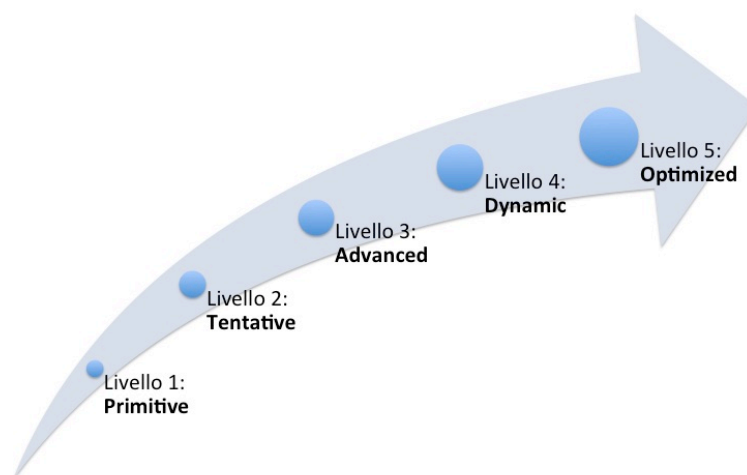 Livello 1:
Primitive
Livello 2:
Tentative
Livello 3:
Advanced
Livello 4:
Dynamic
Livello 5:
Optimized